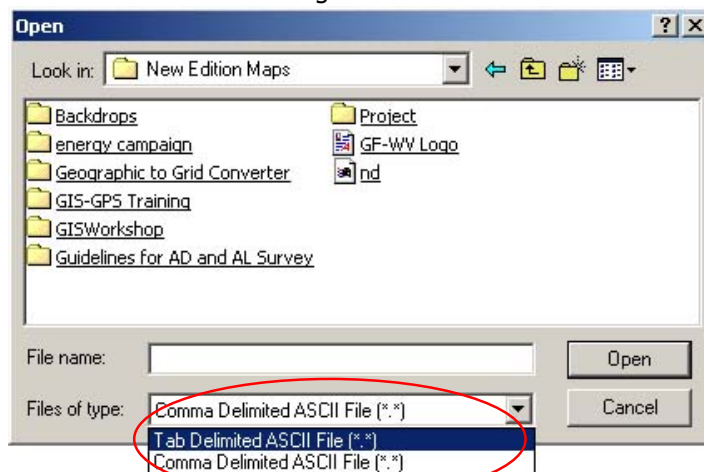 Open
Look in: New Edition Maps
Backdrops
energy campaign
Geographic to Grid Converter
GIS-GPS Training
GISWorkshop
Guidelines for AD and AL Survey
Project
GF-WV Logo
nd
File name:
Open
Files of type: Comma Delimited ASCII File (*.*)
Cancel
Tab Delimited ASCII File (*.*)
Comma Delimited ASCII File (*.*)